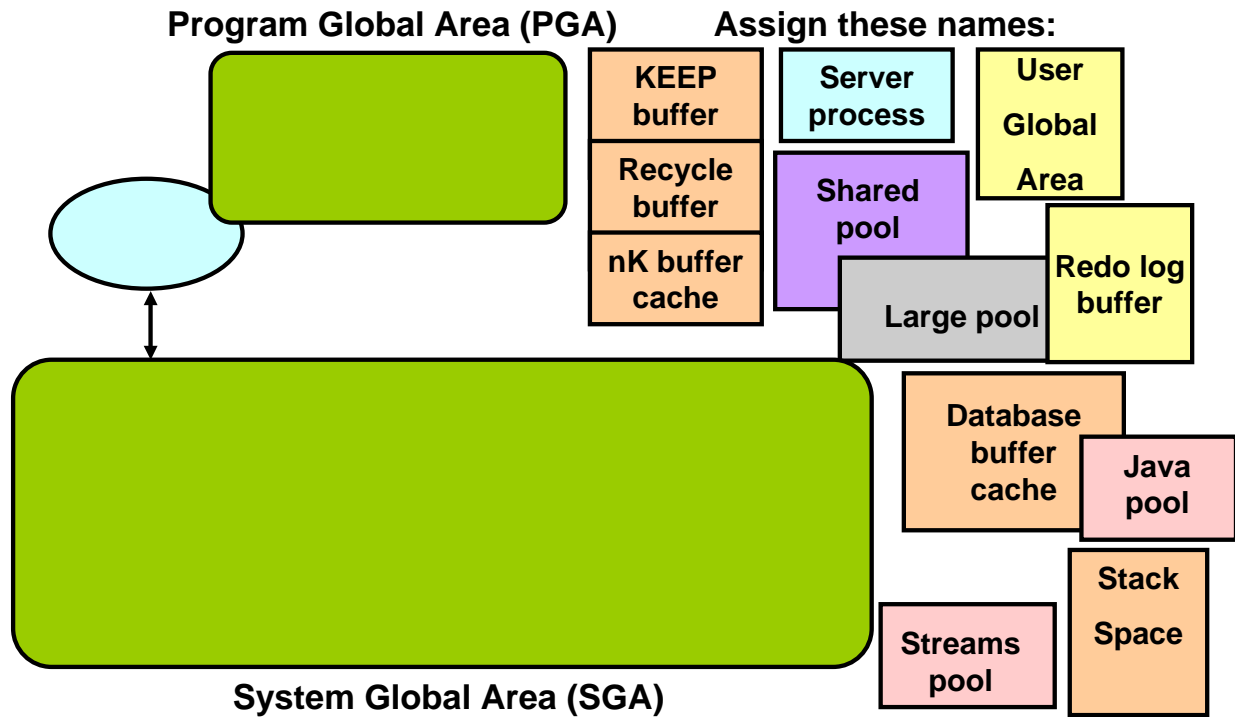 Program Global Area (PGA)
Assign these names:
KEEP
buffer
Recycle
buffer
nK buffer
cache
Server
process
User
Global
Area
Shared
pool
Large pool
Redo log
buffer
Database
buffer
cache
Java
pool
Stack
Space
Streams
pool
System Global Area (SGA)